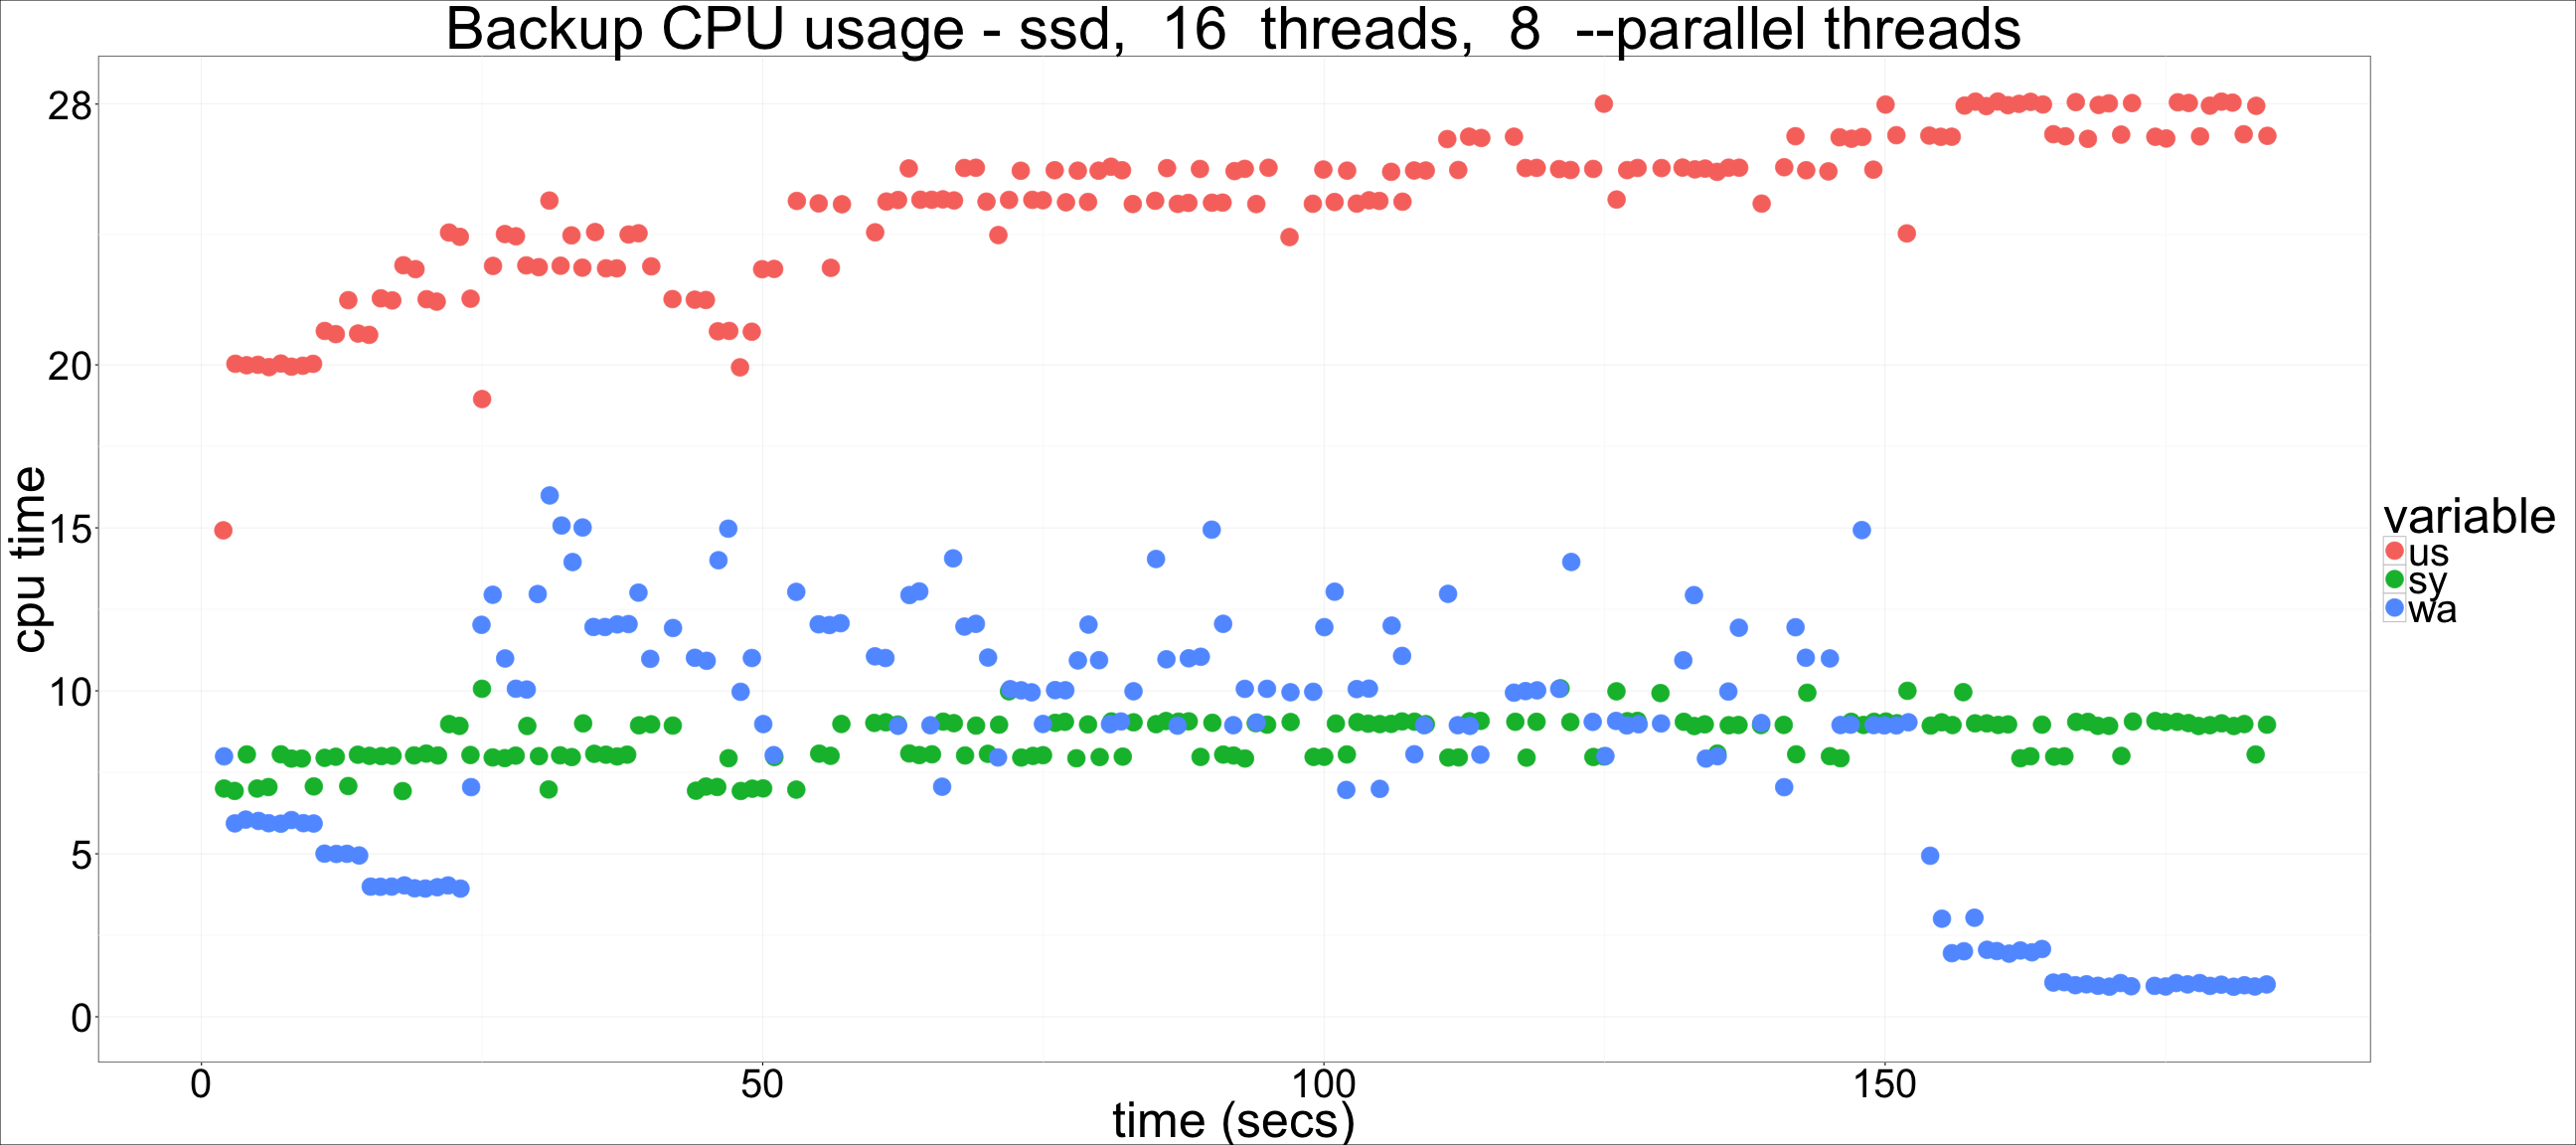 Backup CPU usage - ssd, 16 threads, 8 --parallel threads
28
20
15
10
5
0
cpu time
0 50 100 150
time (secs)
variable
us
sy
wa